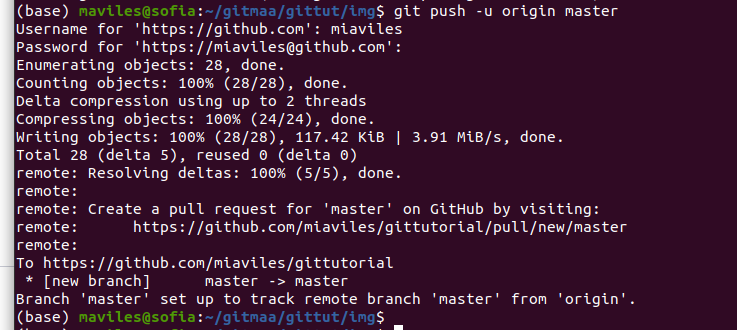 (base) maviles@sofia:~/gitmaa/gittut/img$ git push -u origin master
Username for 'https://github.com': miaviles
Password for 'https://miaviles@github.com':
Enumerating objects: 28, done.
Counting objects: 100% (28/28), done.
Delta compression using up to 2 threads
Compressing objects: 100% (24/24), done.
Writing objects: 100% (28/28), 117.42 KiB | 3.91 MiB/s, done.
Total 28 (delta 5), reused 0 (delta 0)
remote: Resolving deltas: 100% (5/5), done.
remote:
remote: Create a pull request for 'master' on GitHub by visiting:
remote:      https://github.com/miaviles/gittutorial/pull/new/master
remote:
To https://github.com/miaviles/gittutorial
 * [new branch]      master -> master
Branch 'master' set up to track remote branch 'master' from 'origin'.
(base) maviles@sofia:~/gitmaa/gittut/img$